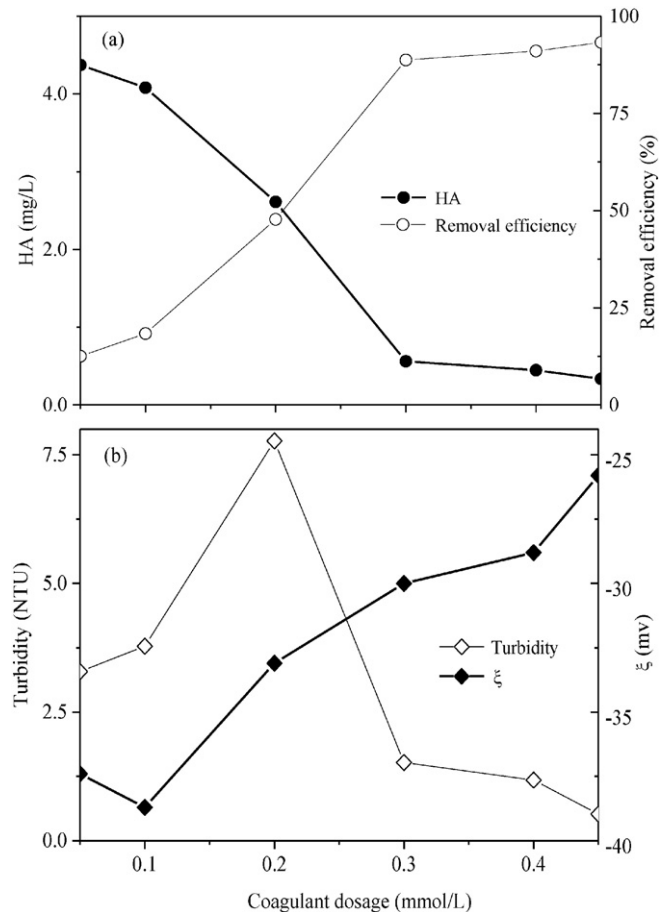 (a)
100
4.0
75
HA (mg/L)
HA
Removal efficiency
50
Removal efficiency (%)
2.0
25
0.0
0
(b)
7.5
-25
5.0
-30
Turbidity (NTU)
Turbidity
ξ
ξ (mv)
2.5
-35
0.0
-40
0.1 0.2 0.3 0.4
Coagulant dosage (mmol/L)